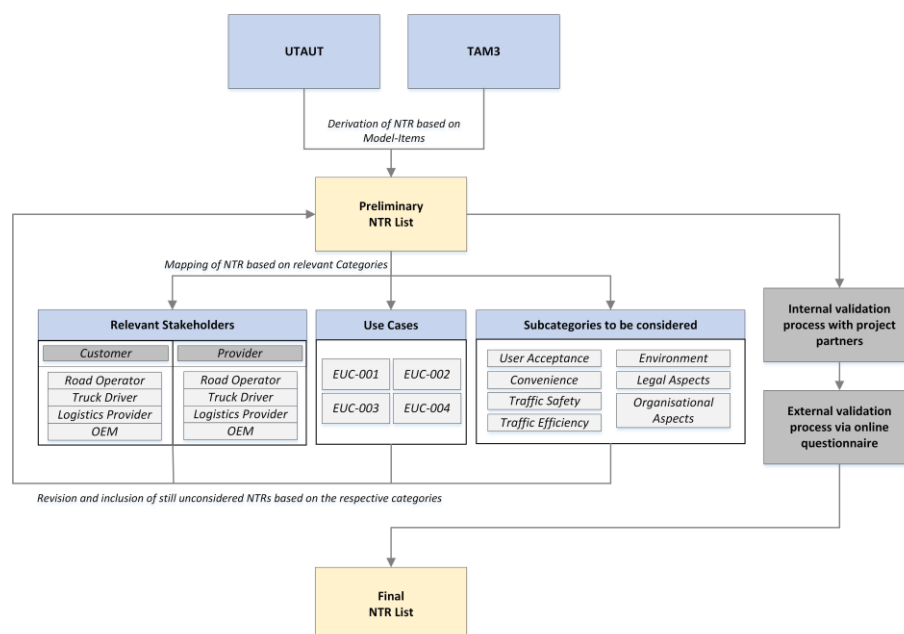 UTAUT
TAM3
Derivation of NTR based on
Model-Items
Preliminary
NTR List
Mapping of NTR based on relevant Categories
Relevant Stakeholders
Customer
Provider
Road Operator
Truck Driver
Logistics Provider
OEM
Road Operator
Truck Driver
Logistics Provider
OEM
Use Cases
EUC-001
EUC-002
EUC-003
EUC-004
Subcategories to be considered
User Acceptance
Convenience
Traffic Safety
Traffic Efficiency
Environment
Legal Aspects
Organisational
Aspects
Internal validation
process with project
partners
External validation
process via online
questionnaire
Revision and inclusion of still unconsidered NTRs based on the respective categories
Final
NTR List